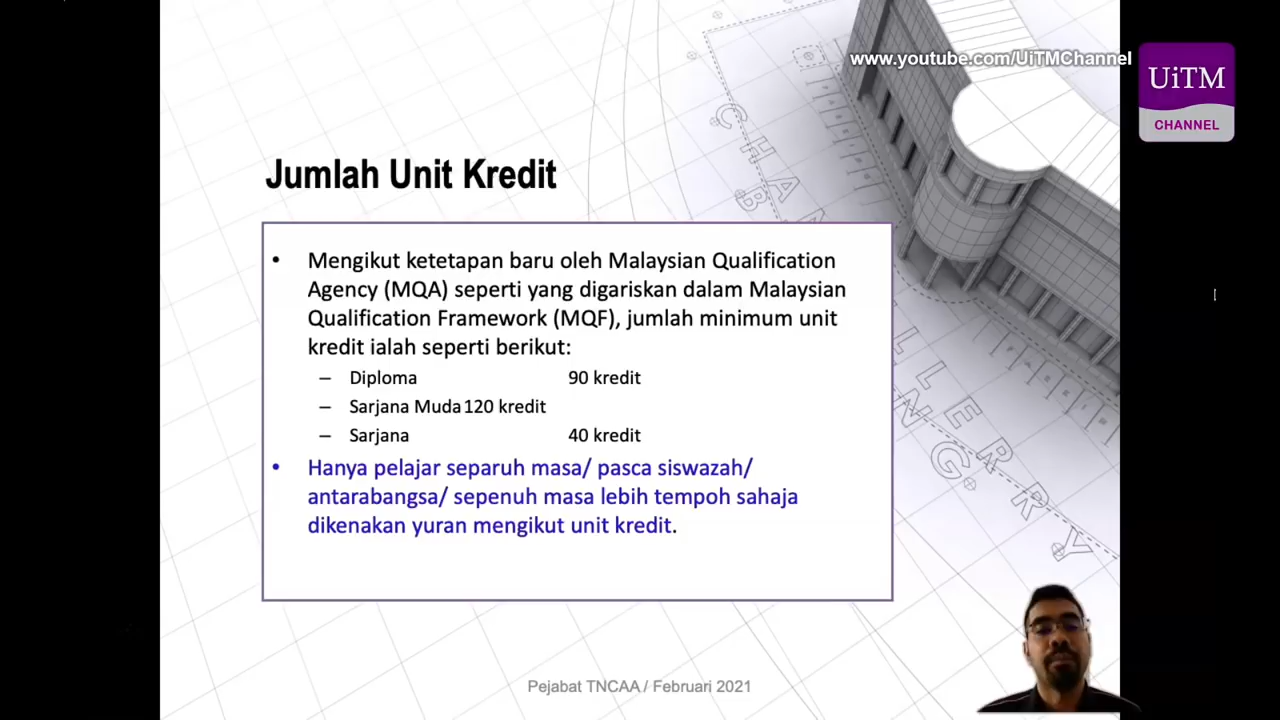 www.youtube.com/UiTMChannel
UiTM
CHANNEL
Jumlah Unit Kredit
• Mengikut ketetapan baru oleh Malaysian Qualification
Agency (MQA) seperti yang digariskan dalam Malaysian
Qualification Framework (MQF), jumlah minimum unit
kredit ialah seperti berikut:
– Diploma 90 kredit
– Sarjana Muda 120 kredit
– Sarjana 40 kredit
• Hanya pelajar separuh masa/ pasca siswazah/
antarabangsa/ sepenuh masa lebih tempoh sahaja
dikenakan yuran mengikut unit kredit.
Pejabat TNCAA / Februari 2021